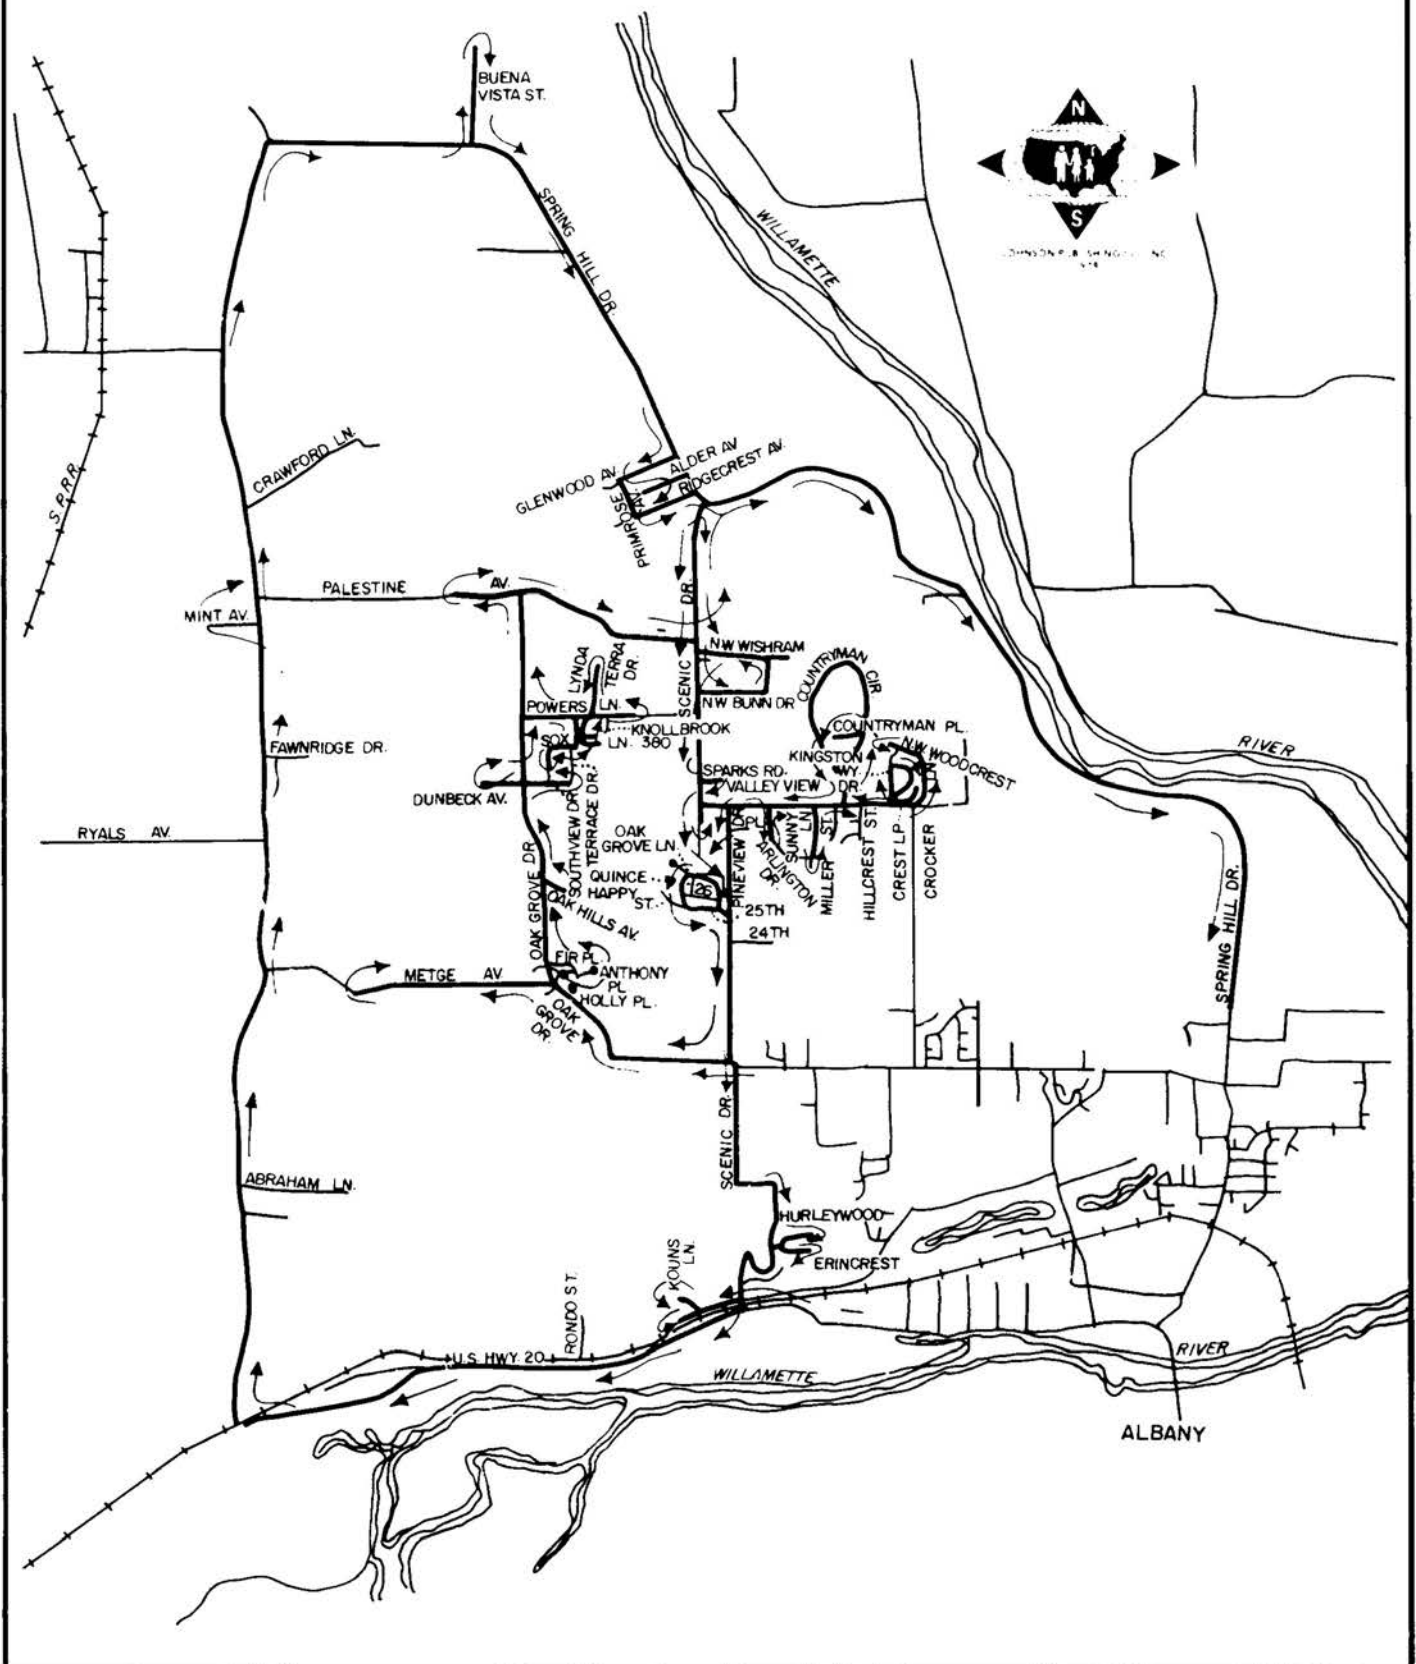 BUENA
VISTA ST.
N
S
SPRING HILL DR.
WILLAMETTE
CRAWFORD LN.
S.P.R.R.
GLENWOOD AV.
ALDER AV
RIDGECREST AV.
PRIMROSE AV.
PALESTINE AV.
MINT AV.
SCENIC DR.
NW WISHRAM
NW BUNN DR
LYNDA
TERRA
DR.
POWERS LN.
KNOLLBROOK
LN. 380
SOX
COUNTRYMAN CIR.
COUNTRYMAN PL.
KINGSTON
WY.
N.W. WOODCREST
RIVER
FAWNRIDGE DR.
DUNBECK AV.
SPARKS RD.
VALLEY VIEW DR.
RYALS AV.
OAK GROVE DR.
SOUTHVIEW DR.
TERRACE DR.
OAK
GROVE LN.
QUINCE
HAPPY
ST.
126
PINEVIEW DR.
PL.
ARLINGTON
DR.
SUNNY
LN.
MILLER ST.
HILLCREST ST.
CREST LP
CROCKER LN
SPRING HILL DR.
25TH
24TH
OAK HILLS AV.
FIR PL.
ANTHONY
PL
HOLLY PL.
METGE AV
OAK
GROVE
DR.
SCENIC DR.
ABRAHAM LN.
HURLEYWOOD
ERINCREST
KOUNS
LN.
RONDO ST.
U.S. HWY. 20
WILLAMETTE
RIVER
ALBANY